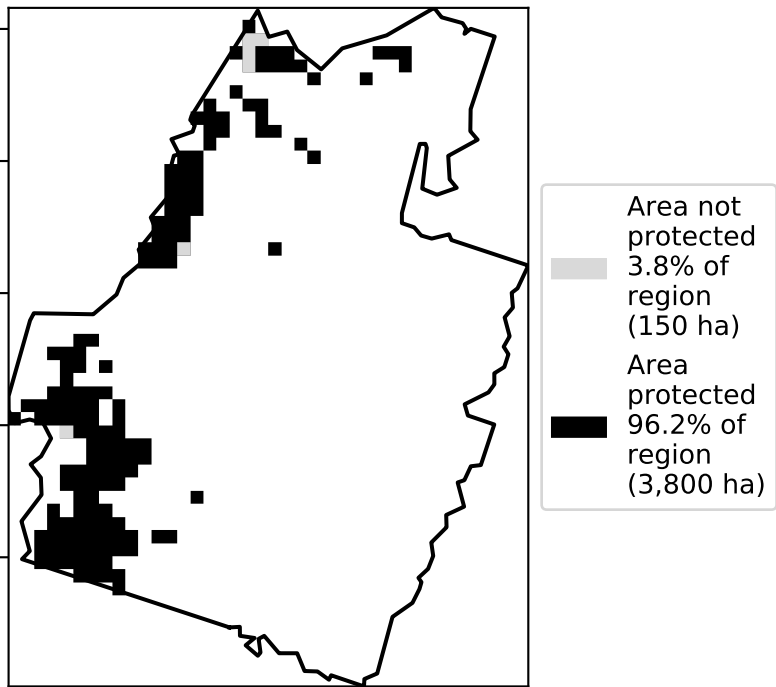 Area not
protected
3.8% of
region
(150 ha)
Area
protected
96.2% of
region
(3,800 ha)